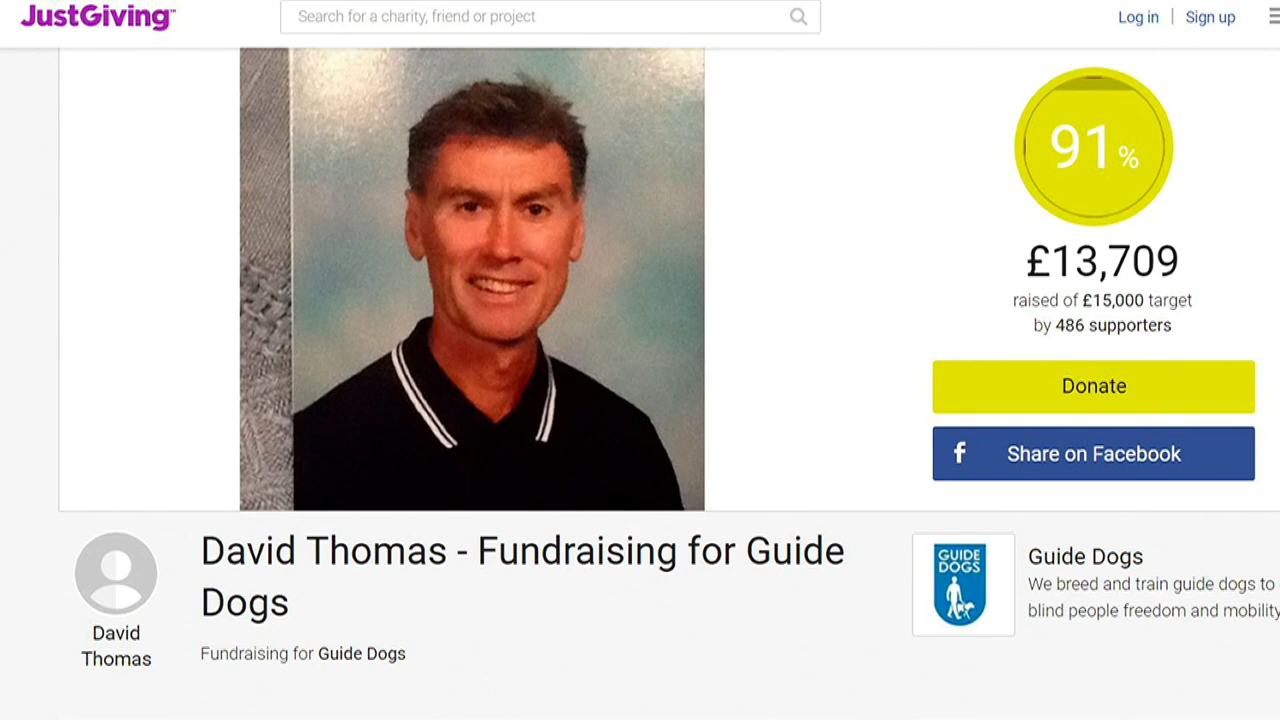 JustGiving™
Search for a charity, friend or project
Log in
Sign up
91%
£13,709
raised of £15,000 target
by 486 supporters
Donate
f Share on Facebook
David Thomas - Fundraising for Guide
Dogs
Fundraising for Guide Dogs
David
Thomas
GUIDE
DOGS
Guide Dogs
We breed and train guide dogs to
blind people freedom and mobility